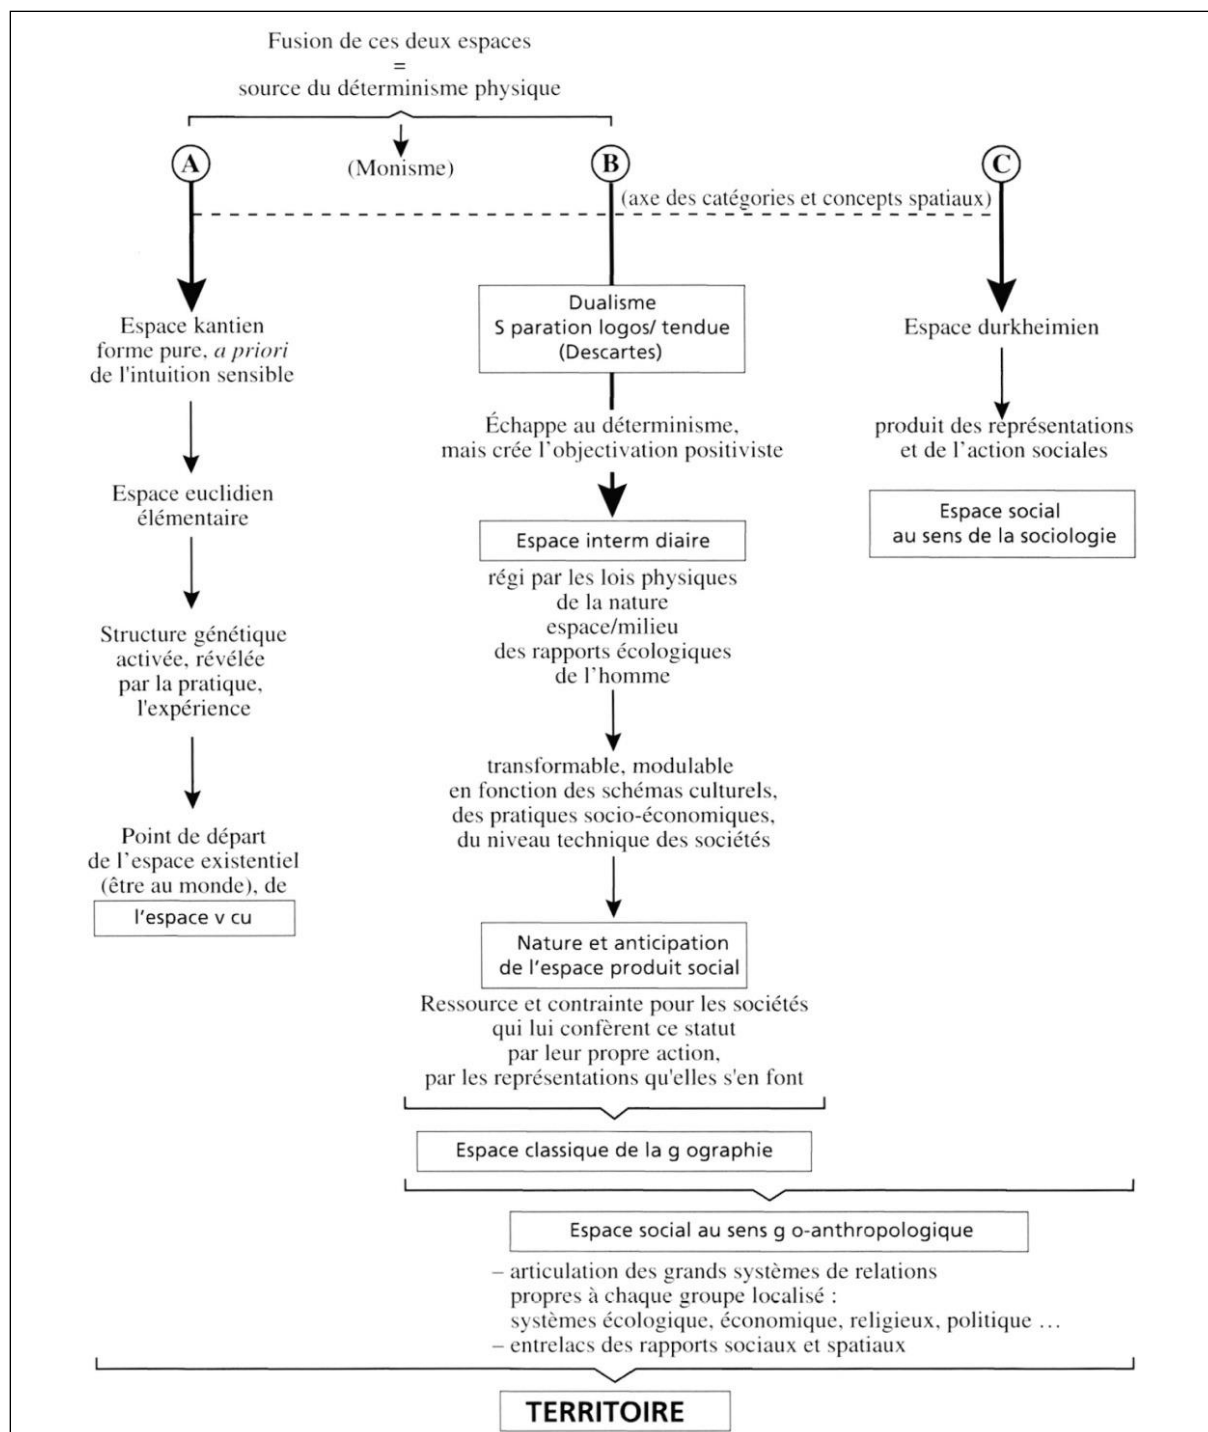 Fusion de ces deux espaces
=
source du déterminisme physique
A
(Monisme)
B
C
(axe des catégories et concepts spatiaux)
Espace kantien
forme pure, a priori
de l'intuition sensible
Espace euclidien
élémentaire
Structure génétique
activée, révélée
par la pratique,
l'expérience
Point de départ
de l'espace existentiel
(être au monde), de
l'espace v cu
Dualisme
S paration logos/ tendue
(Descartes)
Échappe au déterminisme,
mais crée l'objectivation positiviste
Espace interm diaire
régi par les lois physiques
de la nature
espace/milieu
des rapports écologiques
de l'homme
transformable, modulable
en fonction des schémas culturels,
des pratiques socio-économiques,
du niveau technique des sociétés
Nature et anticipation
de l'espace produit social
Ressource et contrainte pour les sociétés
qui lui confèrent ce statut
par leur propre action,
par les représentations qu'elles s'en font
Espace durkheimien
produit des représentations
et de l'action sociales
Espace social
au sens de la sociologie
Espace classique de la g ographie
Espace social au sens g o-anthropologique
– articulation des grands systèmes de relations
propres à chaque groupe localisé :
systèmes écologique, économique, religieux, politique …
– entrelacs des rapports sociaux et spatiaux
TERRITOIRE